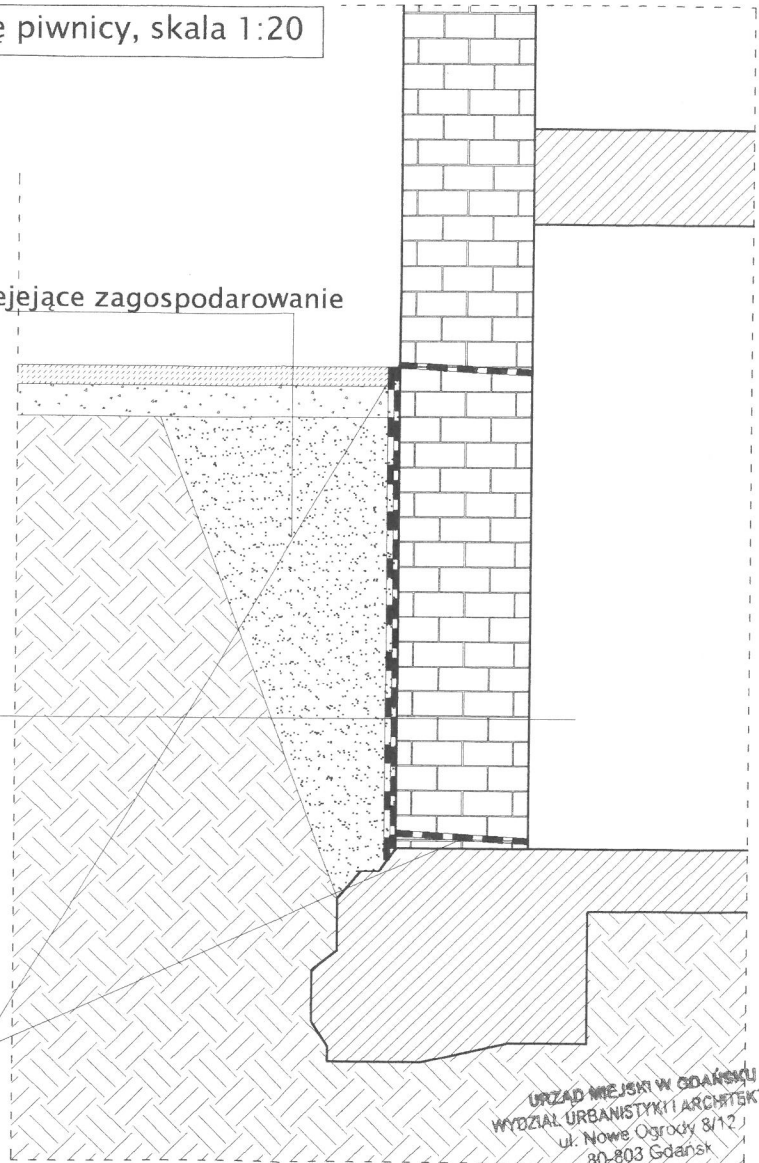 ę piwnicy, skala 1:20
ejejące zagospodarowanie
URZĄD MIEJSKI W GDAŃSKU
WYDZIAŁ URBANISTYKI I ARCHITEK
ul. Nowe Ogrody 8/12
80-803 Gdańsk